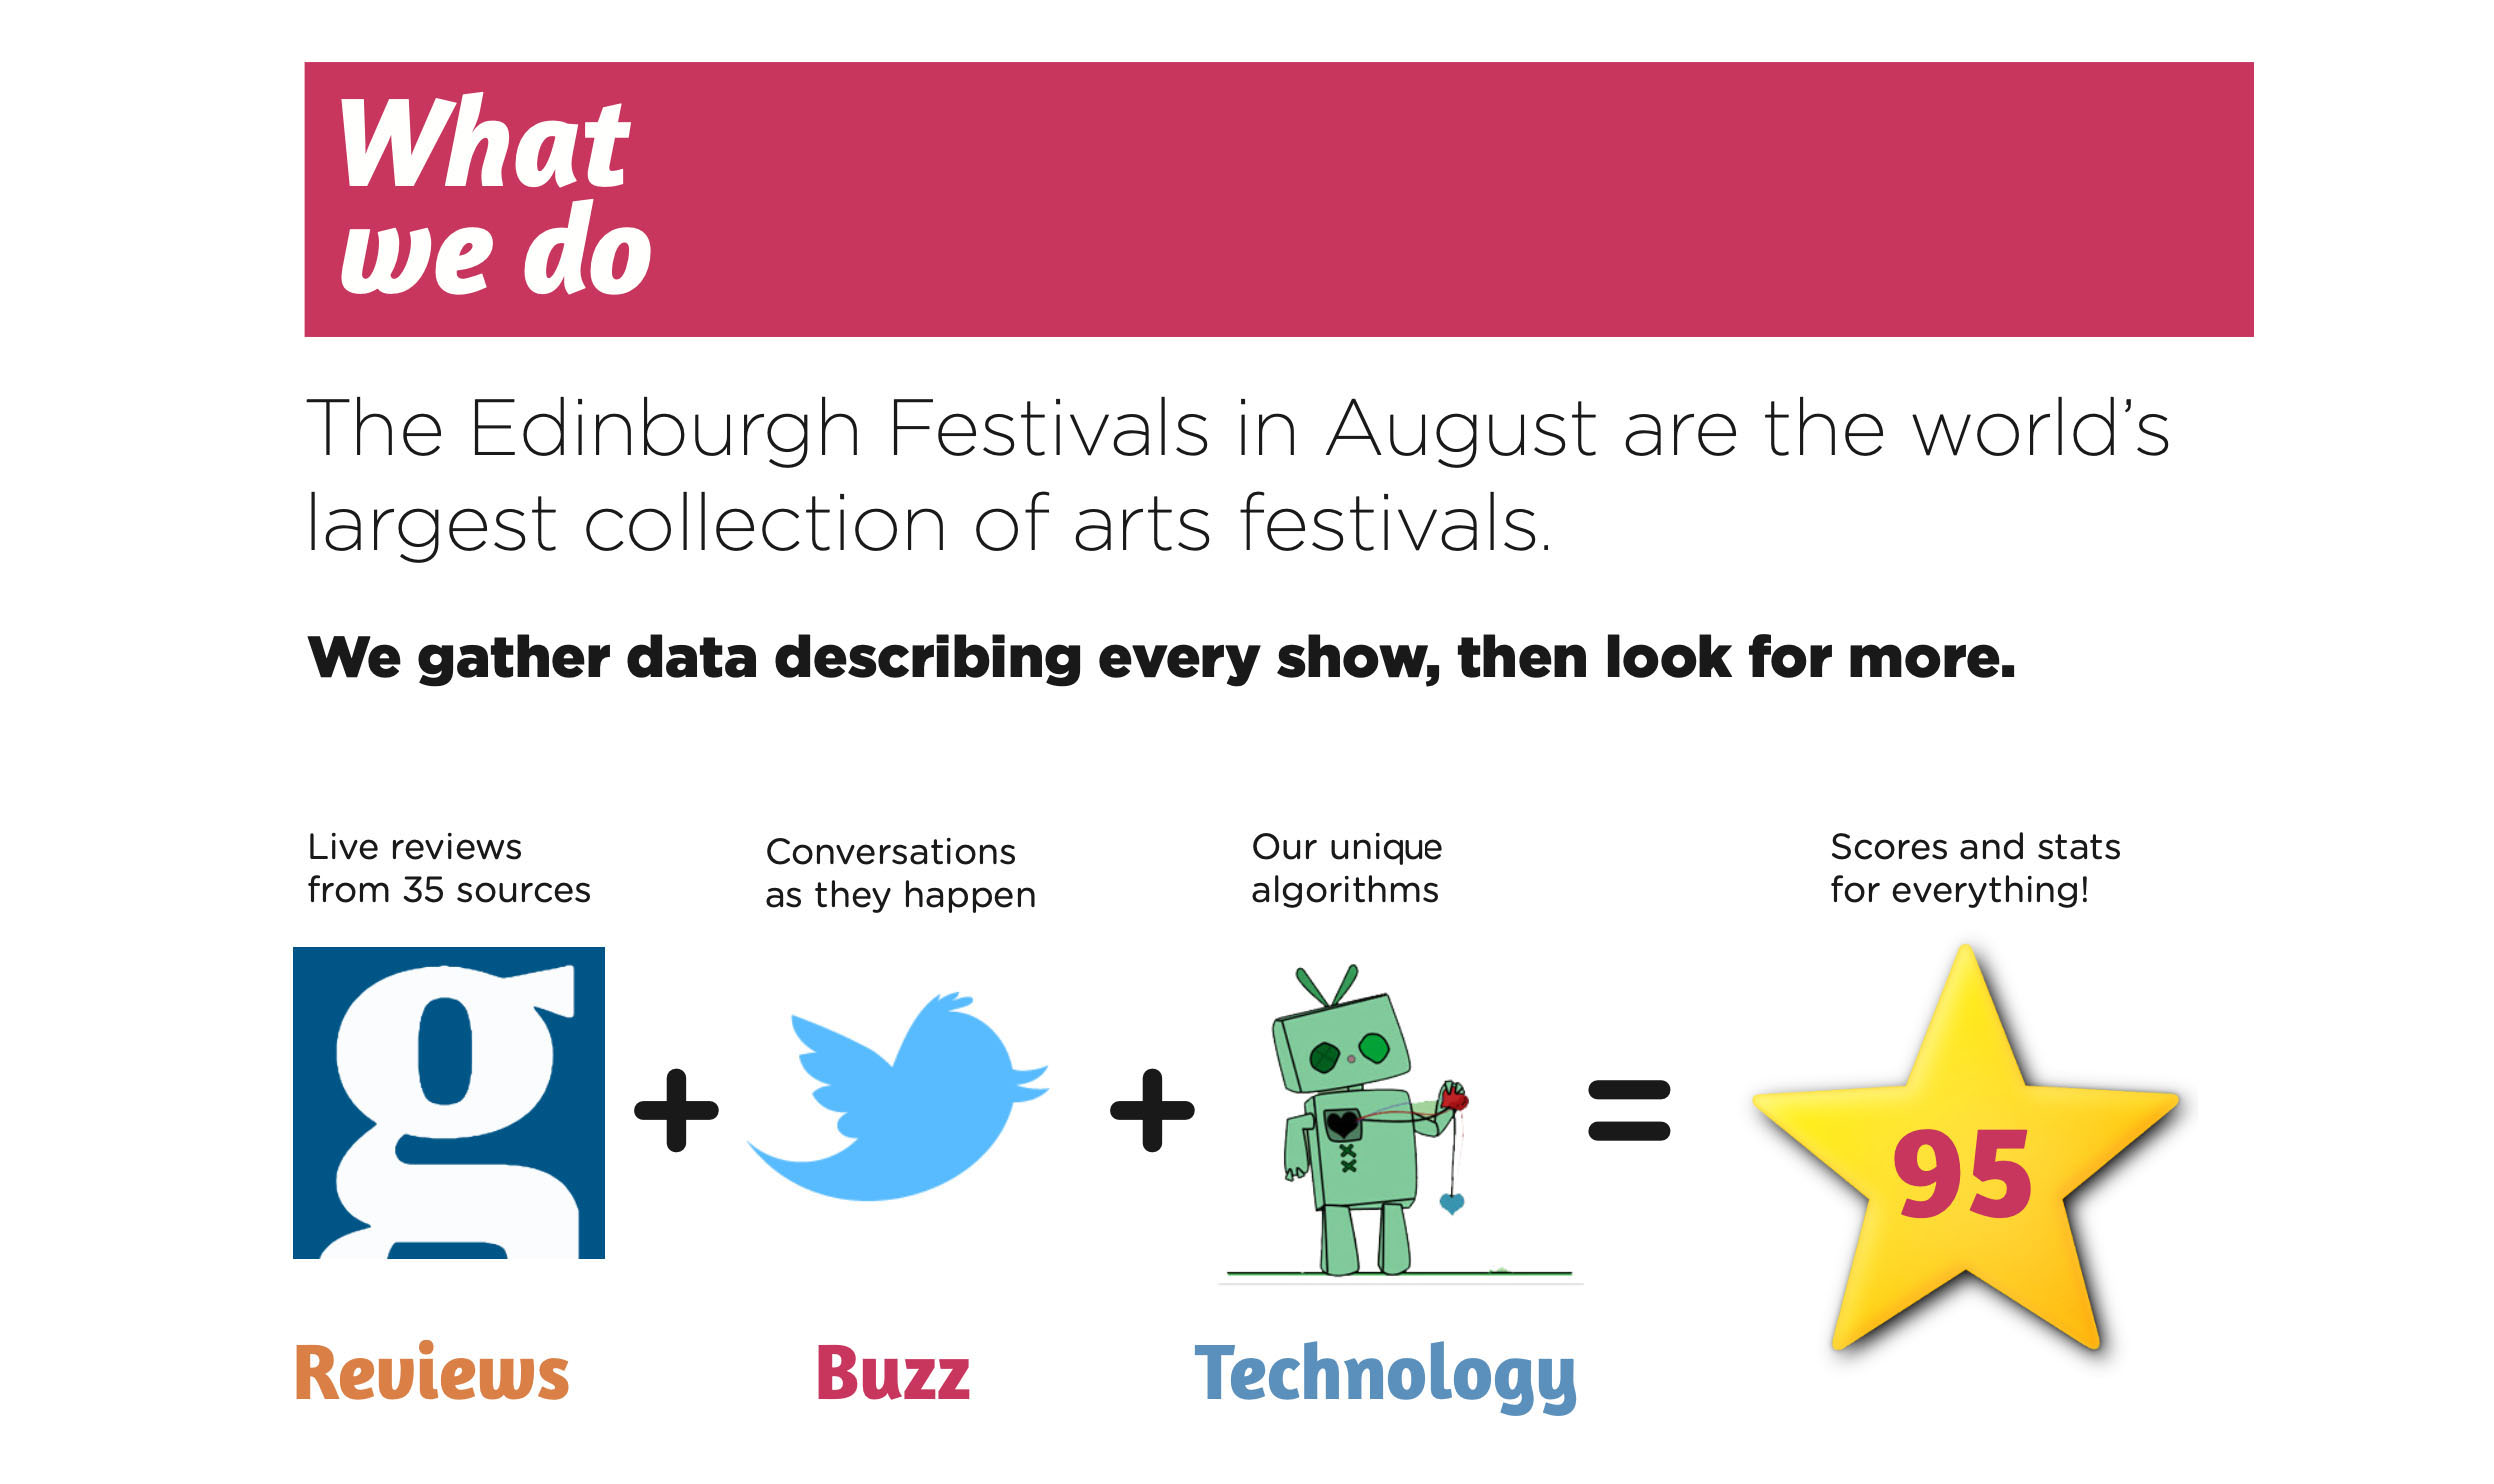 What
we do
The Edinburgh Festivals in August are the world’s
largest collection of arts festivals.
We gather data describing every show, then look for more.
Live reviews
from 35 sources
Conversations
as they happen
Our unique
algorithms
Scores and stats
for everything!
g
+
+
=
95
Reviews
Buzz
Technology